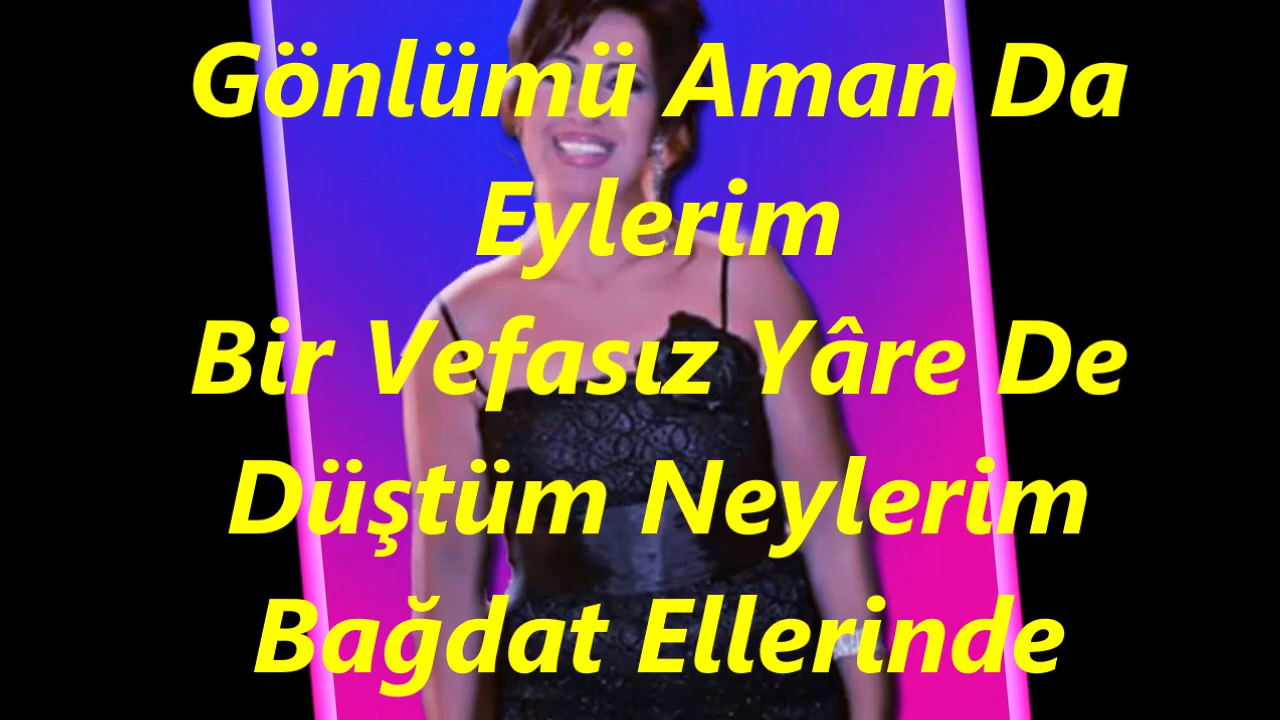 Gönlümü Aman Da
Eylerim
Bir Vefasız Yâre De
Düştüm Neylerim
Bağdat Ellerinde